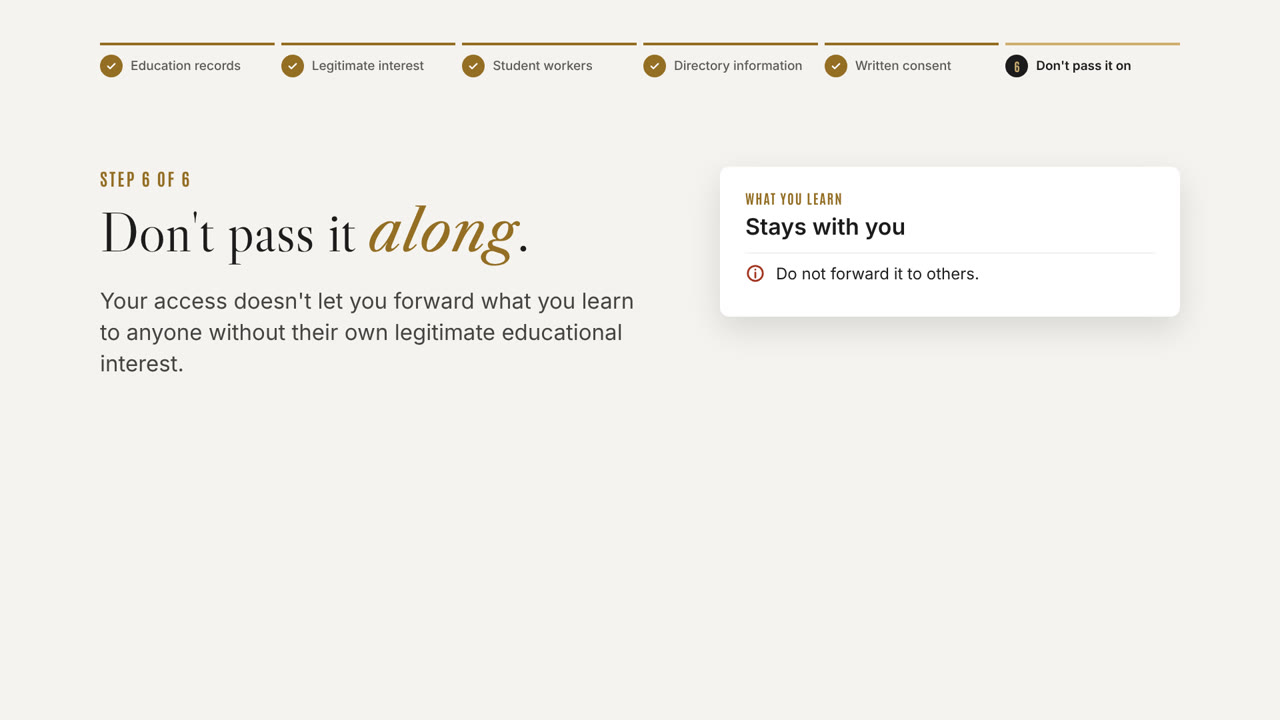 Education records
Legitimate interest
Student workers
Directory information
Written consent
6 Don't pass it on
STEP 6 OF 6
Don't pass it along.
Your access doesn't let you forward what you learn
to anyone without their own legitimate educational
interest.
WHAT YOU LEARN
Stays with you
Do not forward it to others.